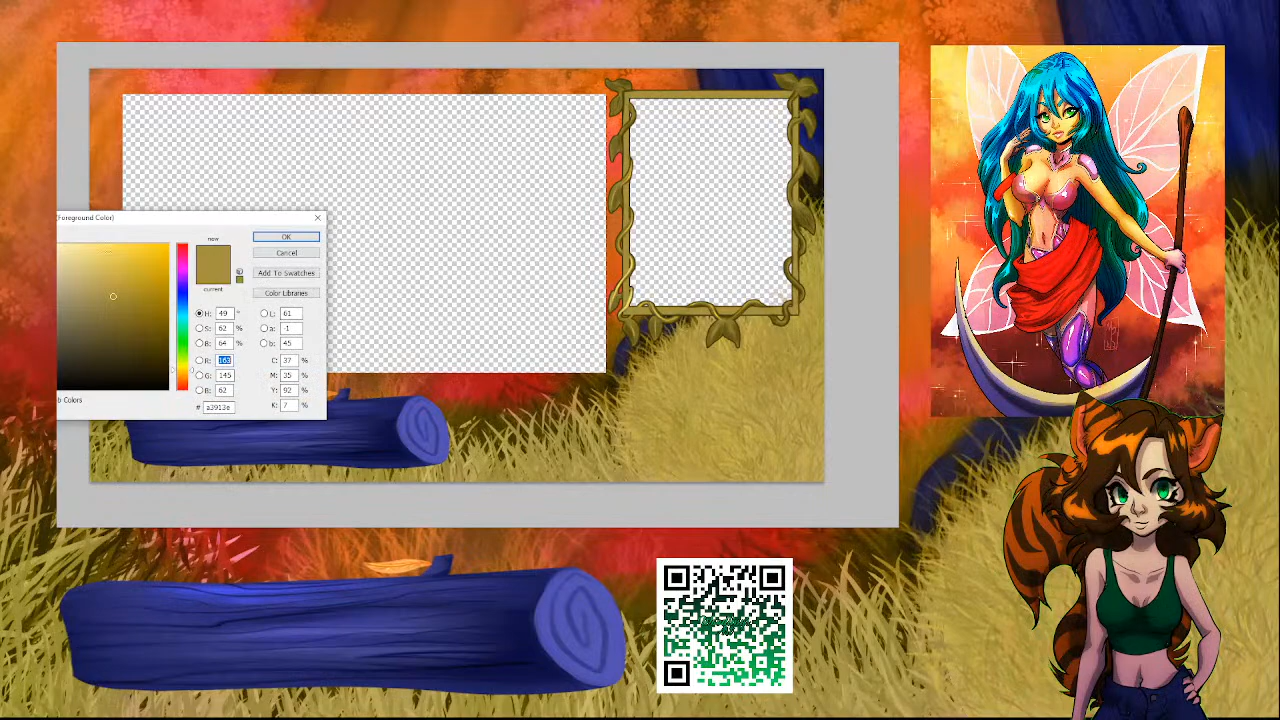 (Foreground Color)
new
current
OK
Cancel
Add To Swatches
Color Libraries
H: 49 °
S: 62 %
B: 64 %
R: 163
G: 145
B: 62
# a3913e
L: 61
a: -1
b: 45
C: 37 %
M: 35 %
Y: 92 %
K: 7 %
b Colors